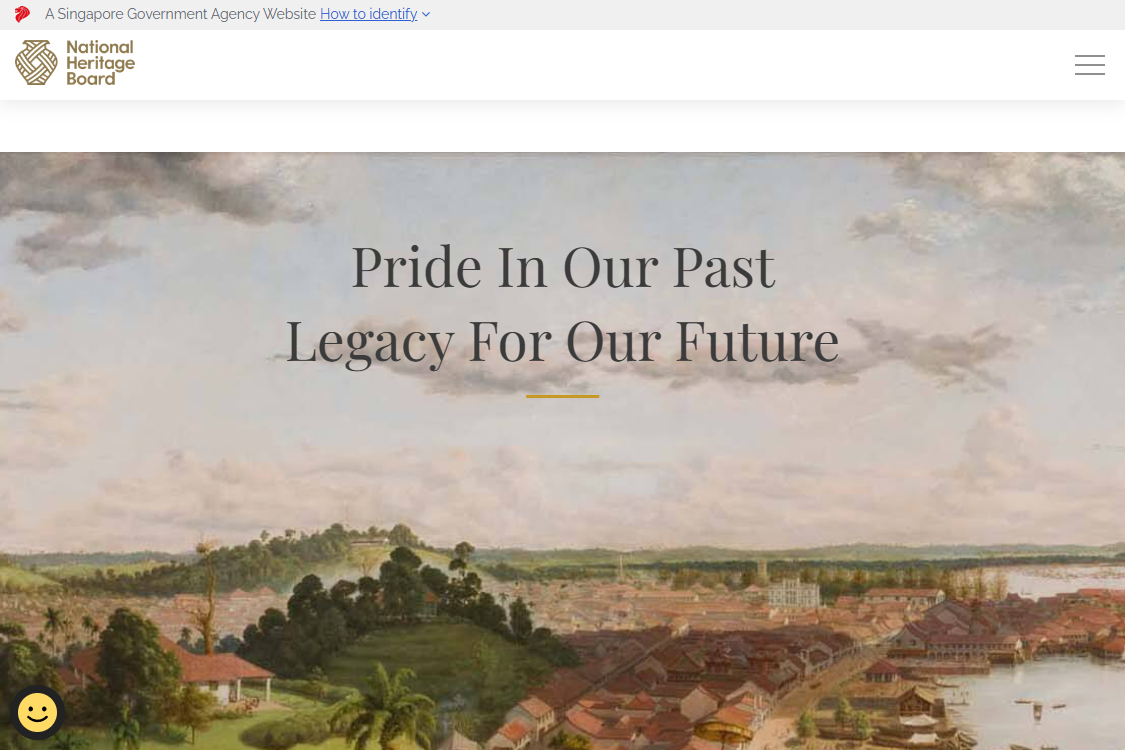 A Singapore Government Agency Website How to identify
National
Heritage
Board
Pride In Our Past
Legacy For Our Future